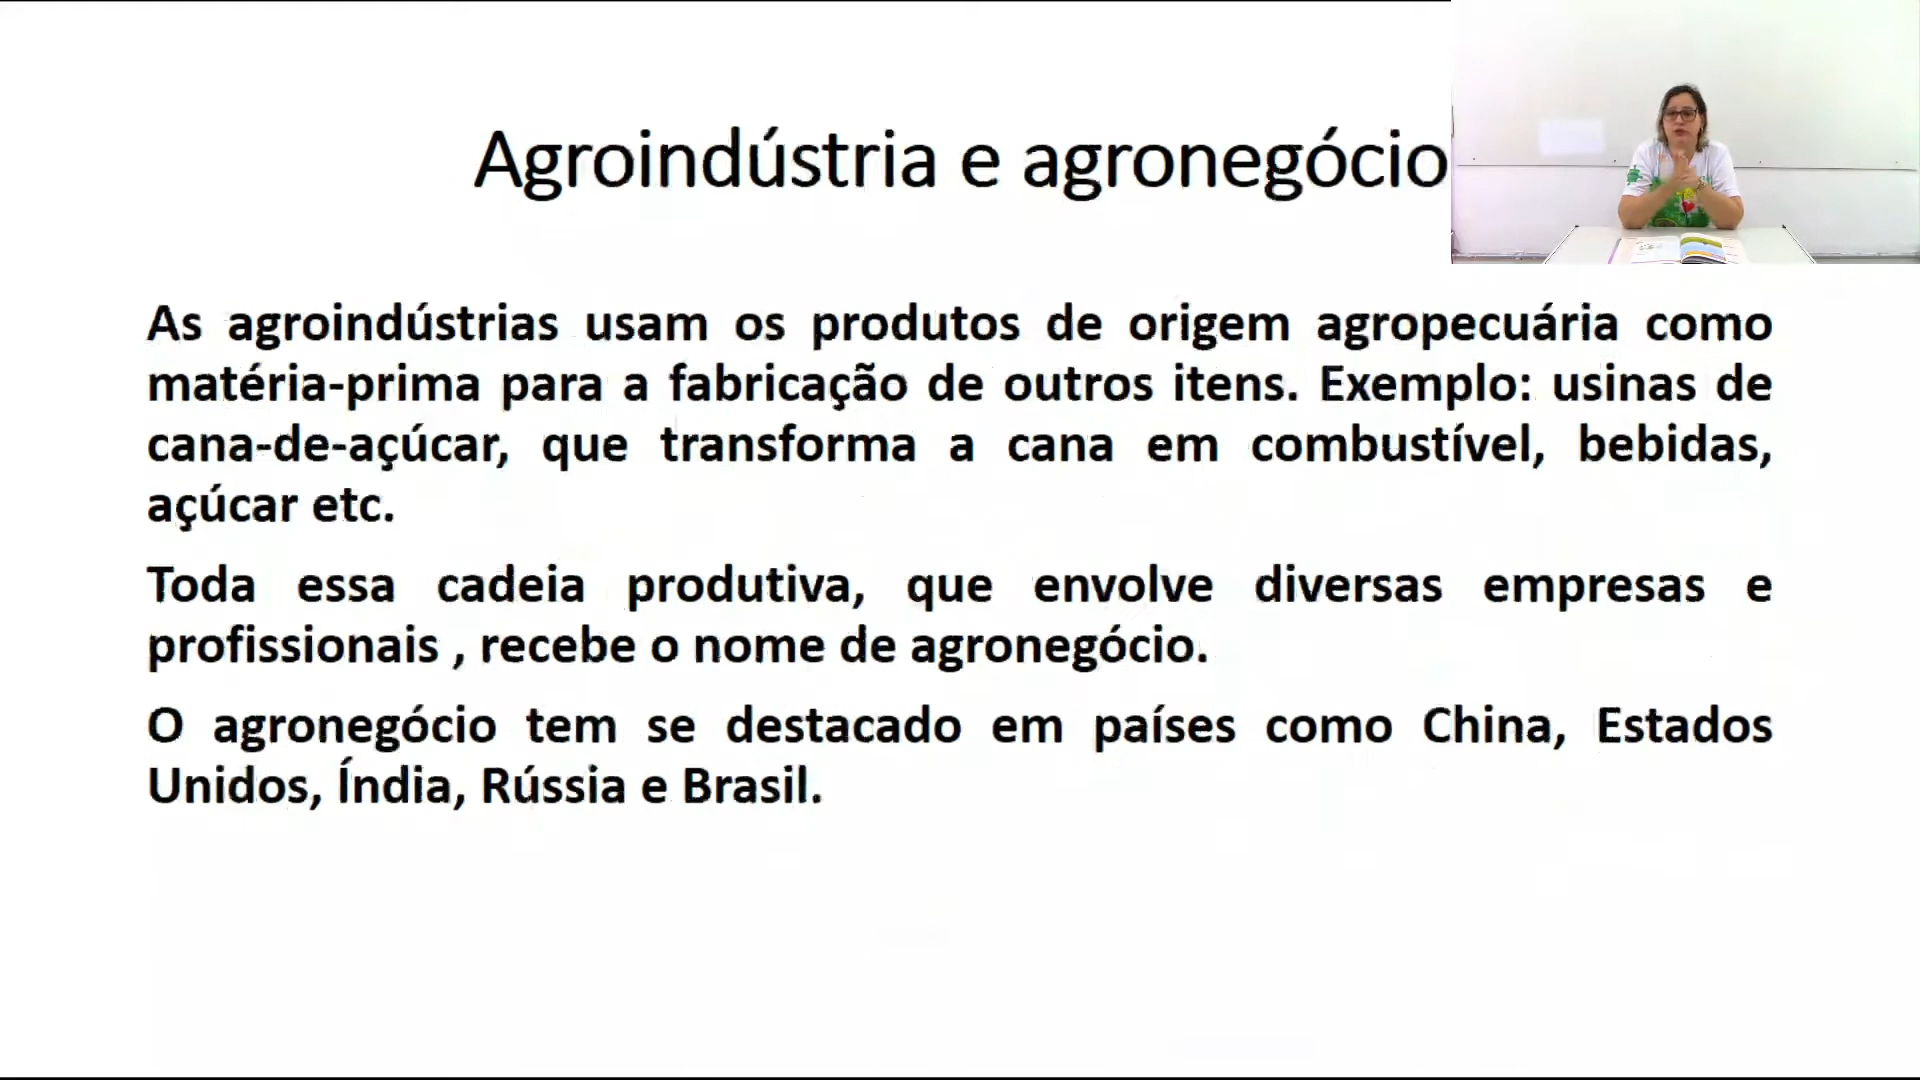 Agroindústria e agronegócio
As agroindústrias usam os produtos de origem agropecuária como
matéria-prima para a fabricação de outros itens. Exemplo: usinas de
cana-de-açúcar, que transforma a cana em combustível, bebidas,
açúcar etc.
Toda essa cadeia produtiva, que envolve diversas empresas e
profissionais , recebe o nome de agronegócio.
O agronegócio tem se destacado em países como China, Estados
Unidos, Índia, Rússia e Brasil.